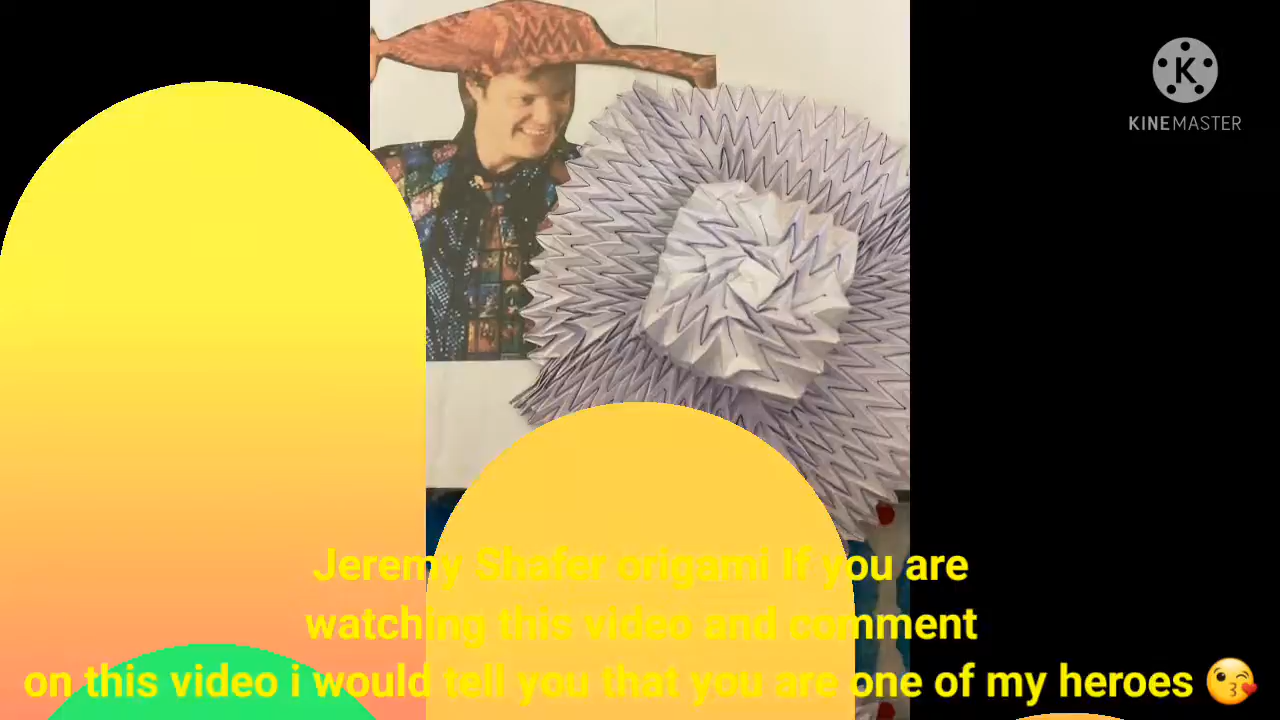 KINEMASTER
Jeremy Shafer origami If you are
watching this video and comment
on this video i would tell you that you are one of my heroes 😘